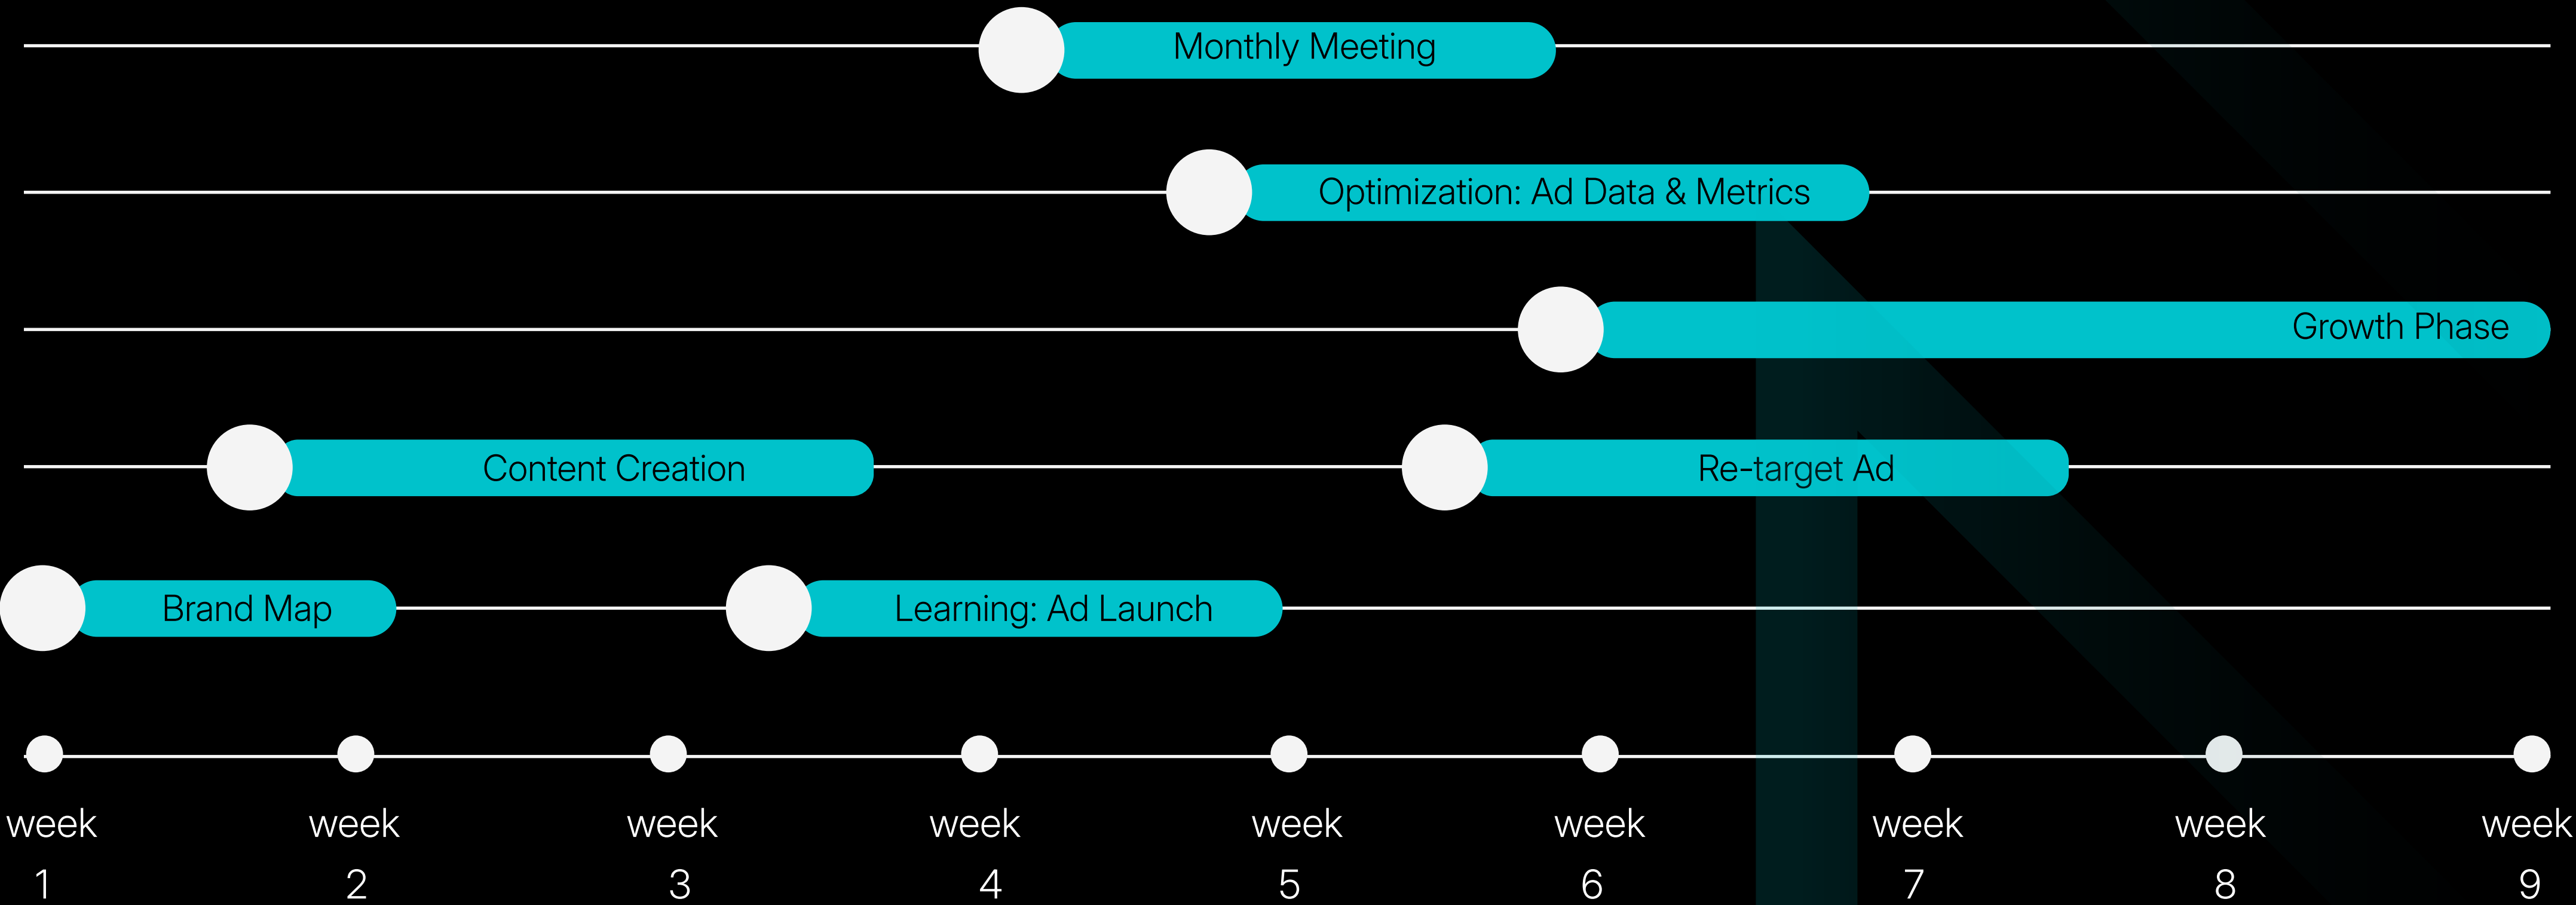 Monthly Meeting
Optimization: Ad Data & Metrics
Growth Phase
Content Creation
Re-target Ad
Brand Map
Learning: Ad Launch
week week week week week week week week week
1 2 3 4 5 6 7 8 9